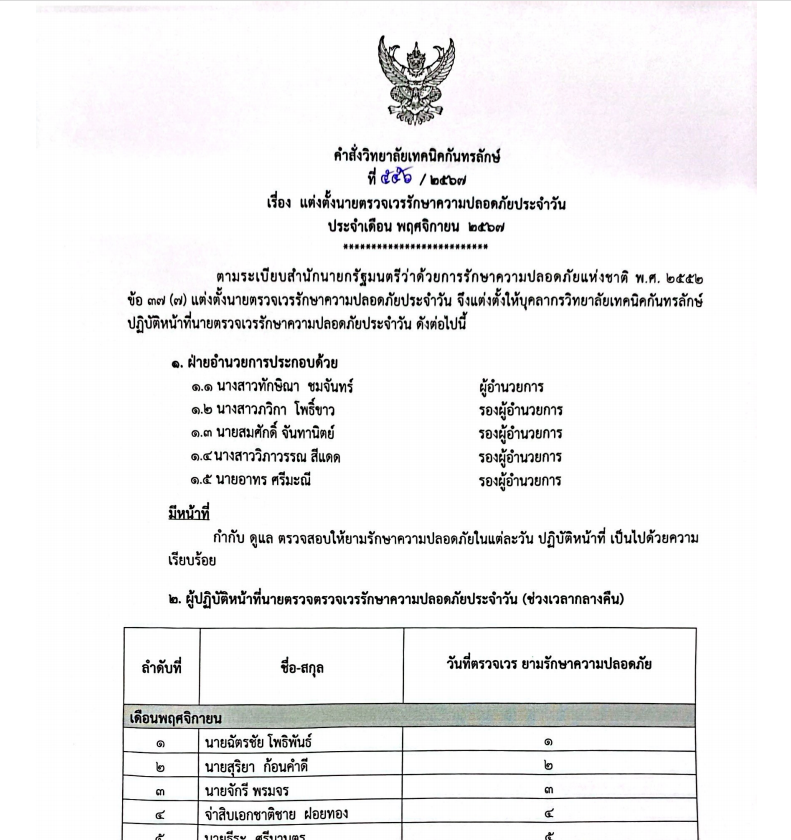 คำสั่งวิทยาลัยเทคนิคกันทรลักษ์
ที่ ๕๕๖ / ๒๕๖๗
เรื่อง แต่งตั้งนายตรวจเวรรักษาความปลอดภัยประจำวัน
ประจำเดือน พฤศจิกายน ๒๕๖๗
**************************
ตามระเบียบสำนักนายกรัฐมนตรีว่าด้วยการรักษาความปลอดภัยแห่งชาติ พ.ศ. ๒๕๕๒
ข้อ ๓๗ (๗) แต่งตั้งนายตรวจเวรรักษาความปลอดภัยประจำวัน จึงแต่งตั้งให้บุคลากรวิทยาลัยเทคนิคกันทรลักษ์
ปฏิบัติหน้าที่นายตรวจเวรรักษาความปลอดภัยประจำวัน ดังต่อไปนี้
๑. ฝ่ายอำนวยการประกอบด้วย
๑.๑ นางสาวทักษิณา ชมจันทร์ ผู้อำนวยการ
๑.๒ นางสาวภวิกา โพธิ์ขาว รองผู้อำนวยการ
๑.๓ นายสมศักดิ์ จันทานิตย์ รองผู้อำนวยการ
๑.๔ นางสาววิภาวรรณ สีแดด รองผู้อำนวยการ
๑.๕ นายอาทร ศรีมะณี รองผู้อำนวยการ
มีหน้าที่
กำกับ ดูแล ตรวจสอบให้ยามรักษาความปลอดภัยในแต่ละวัน ปฏิบัติหน้าที่ เป็นไปด้วยความ
เรียบร้อย
๒. ผู้ปฏิบัติหน้าที่นายตรวจตรวจเวรรักษาความปลอดภัยประจำวัน (ช่วงเวลากลางคืน)
ลำดับที่ ชื่อ-สกุล วันที่ตรวจเวร ยามรักษาความปลอดภัย
เดือนพฤศจิกายน
๑ นายฉัตรชัย โพธิพันธ์ ๑
๒ นายสุริยา ก้อนคำดี ๒
๓ นายจักรี พรมจร ๓
๔ จ่าสิบเอกชาติชาย ฝอยทอง ๔
๕ นายธีระ ๕